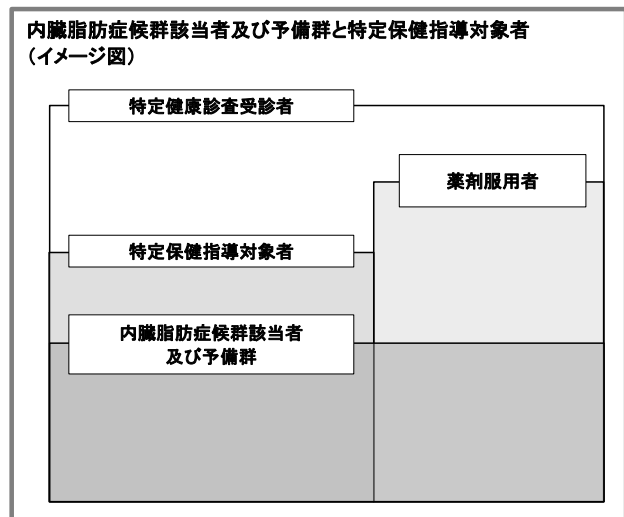 内臓脂肪症候群該当者及び予備群と特定保健指導対象者
（イメージ図）
特定健康診査受診者
薬剤服用者
特定保健指導対象者
内臓脂肪症候群該当者
及び予備群